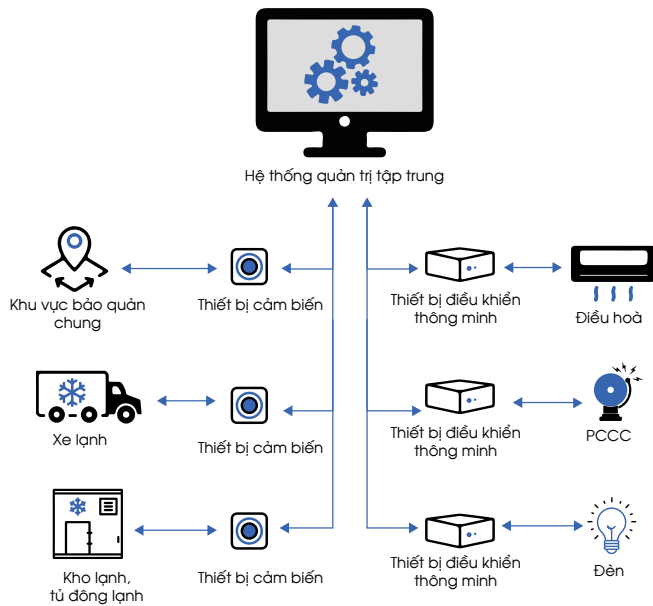 Hệ thống quản trị tập trung
Khu vực bảo quản
chung
Thiết bị cảm biến
Thiết bị điều khiển
thông minh
Điều hoà
Xe lạnh
Thiết bị cảm biến
Thiết bị điều khiển
thông minh
PCCC
Kho lạnh,
tủ đông lạnh
Thiết bị cảm biến
Thiết bị điều khiển
thông minh
Đèn